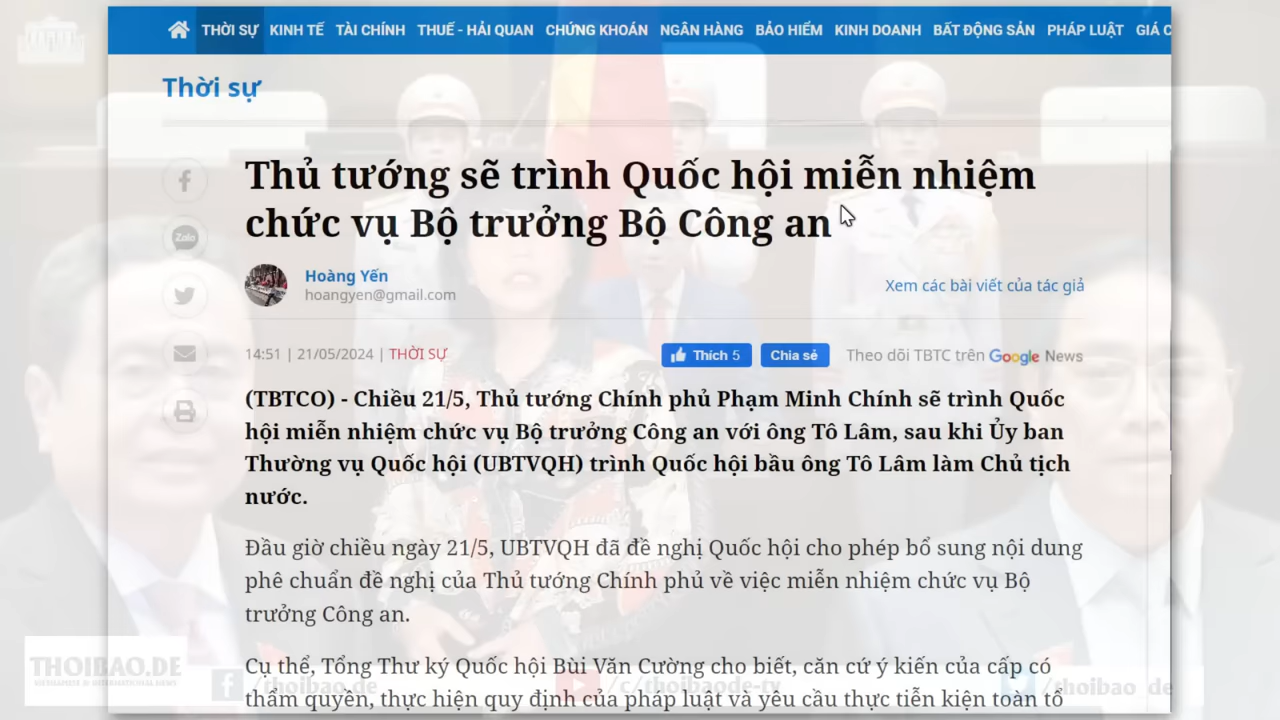 THỜI SỰ KINH TẾ TÀI CHÍNH THUẾ - HẢI QUAN CHỨNG KHOÁN NGÂN HÀNG BẢO HIỂM KINH DOANH BẤT ĐỘNG SẢN PHÁP LUẬT GIÁ C
Thời sự
Thủ tướng sẽ trình Quốc hội miễn nhiệm
chức vụ Bộ trưởng Bộ Công an
Zalo
Hoàng Yến
hoangyen@gmail.com
Xem các bài viết của tác giả
14:51 | 21/05/2024 | THỜI SỰ
Thích 5 Chia sẻ Theo dõi TBTC trên Google News
(TBTCO) - Chiều 21/5, Thủ tướng Chính phủ Phạm Minh Chính sẽ trình Quốc
hội miễn nhiệm chức vụ Bộ trưởng Công an với ông Tô Lâm, sau khi Ủy ban
Thường vụ Quốc hội (UBTVQH) trình Quốc hội bầu ông Tô Lâm làm Chủ tịch
nước.
Đầu giờ chiều ngày 21/5, UBTVQH đã đề nghị Quốc hội cho phép bổ sung nội dung
phê chuẩn đề nghị của Thủ tướng Chính phủ về việc miễn nhiệm chức vụ Bộ
trưởng Công an.
Cụ thể, Tổng Thư ký Quốc hội Bùi Văn Cường cho biết, căn cứ ý kiến của cấp có
thẩm quyền, thực hiện quy định của pháp luật và yêu cầu thực tiễn kiện toàn tổ
THOIBAO.DE
VIETNAMESE & INTERNATIONAL NEWS
/thoibao.de
/c/thoibaode-tv
/thoibao_de